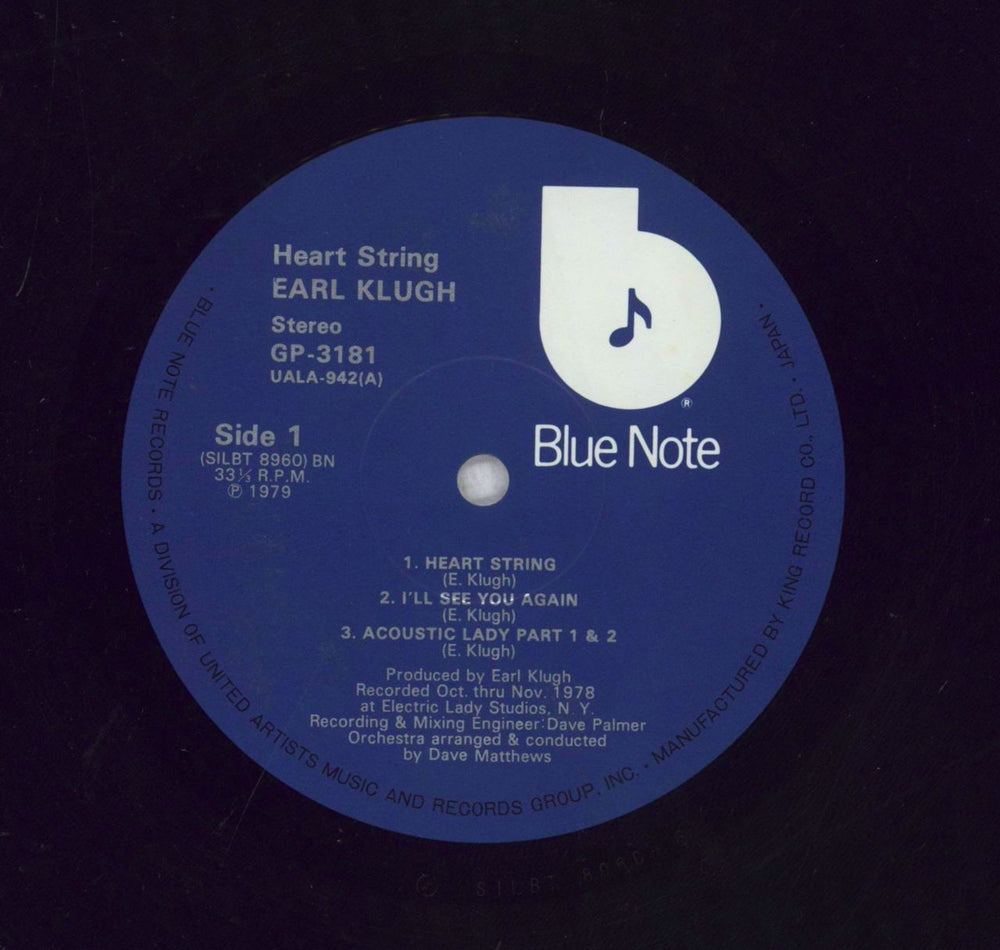 Heart String
EARL KLUGH
Stereo
GP-3181
UALA-942(A)
Side 1
(SILBT 8960) BN
33⅓ R.P.M.
℗ 1979
®
Blue Note
1. HEART STRING
(E. Klugh)
2. I'LL SEE YOU AGAIN
(E. Klugh)
3. ACOUSTIC LADY PART 1 & 2
(E. Klugh)
Produced by Earl Klugh
Recorded Oct. thru Nov. 1978
at Electric Lady Studios, N. Y.
Recording & Mixing Engineer: Dave Palmer
Orchestra arranged & conducted
by Dave Matthews
• BLUE NOTE RECORDS • A DIVISION OF UNITED ARTISTS MUSIC AND RECORDS GROUP, INC. • MANUFACTURED BY KING RECORD CO., LTD. • JAPAN •
SILBT